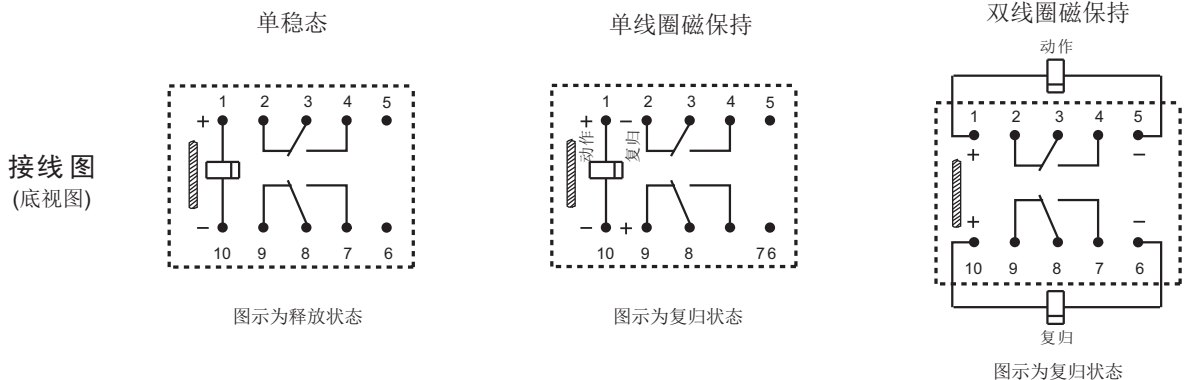 单稳态 单线圈磁保持 双线圈磁保持
动作
1 2 3 4 5
+
−
10 9 8 7 6
1 2 3 4 5
+ −
动作 复归
− +
10 9 8 7 6
1 2 3 4 5
+ −
+ −
10 9 8 7 6
复归
接线图
(底视图)
图示为释放状态 图示为复归状态
图示为复归状态